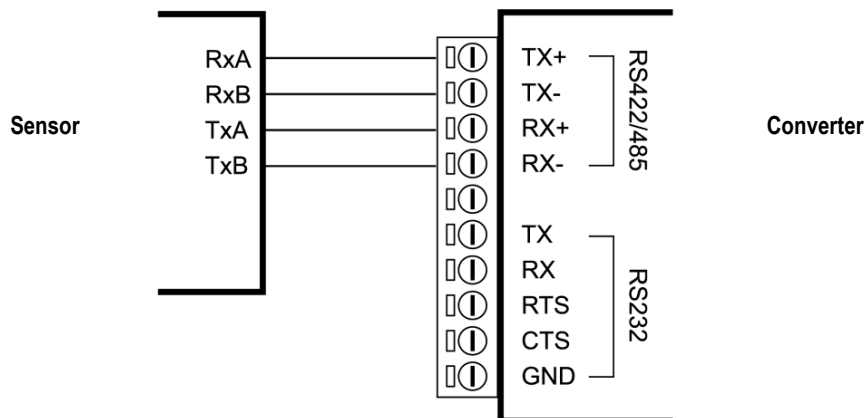 Sensor
RxA
RxB
TxA
TxB
TX+
TX-
RX+
RX-
RS422/485
TX
RX
RTS
CTS
GND
RS232
Converter